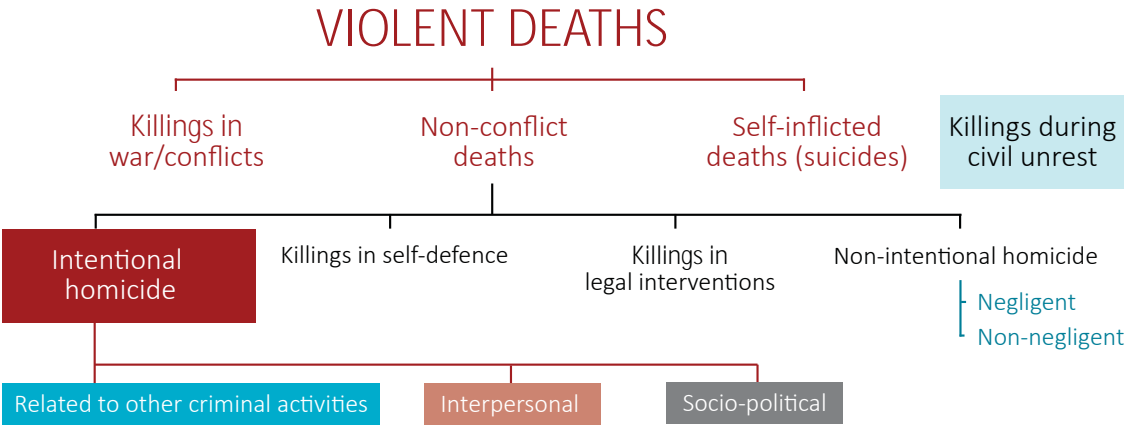 VIOLENT DEATHS
Killings in
war/conflicts
Non-conflict
deaths
Self-inflicted
deaths (suicides)
Killings during
civil unrest
Intentional
homicide
Killings in self-defence
Killings in
legal interventions
Non-intentional homicide
Negligent
Non-negligent
Related to other criminal activities
Interpersonal
Socio-political